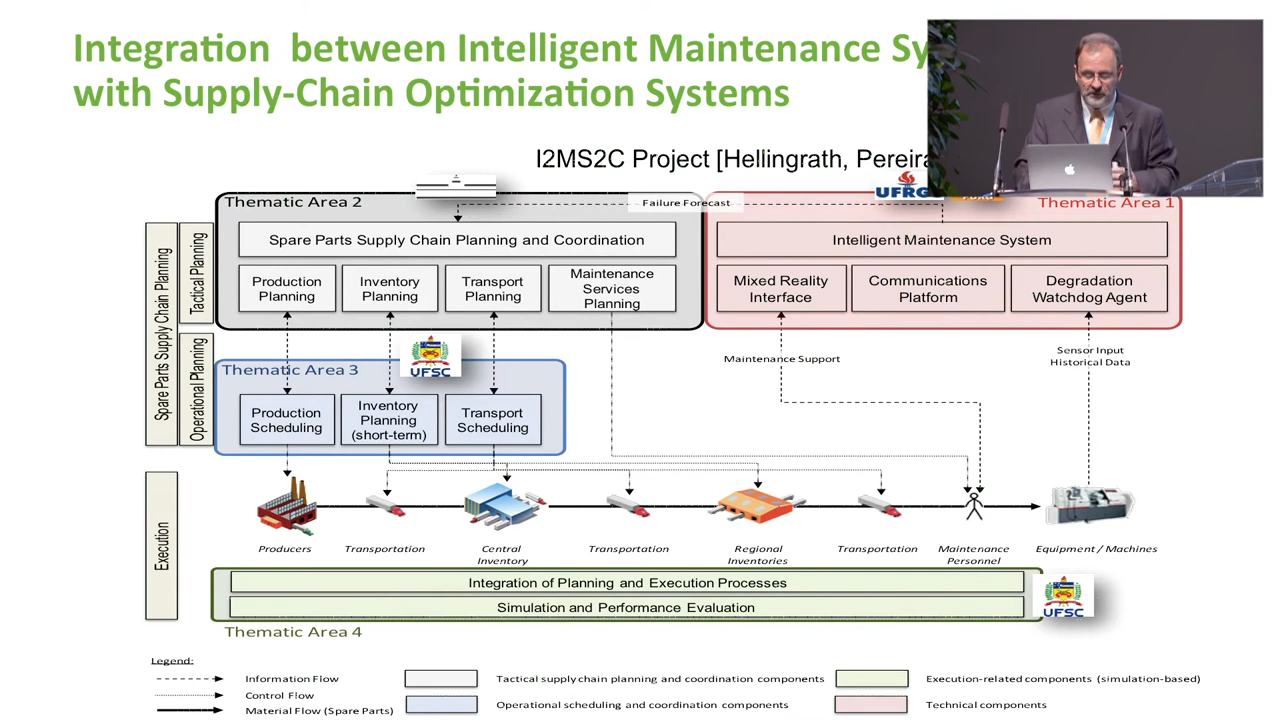 Integration between Intelligent Maintenance Sy
with Supply-Chain Optimization Systems
I2MS2C Project [Hellingrath, Pereira
UFRG
Thematic Area 2
Failure Forecast
Thematic Area 1
Spare Parts Supply Chain Planning and Coordination
Intelligent Maintenance System
Production
Planning
Inventory
Planning
Transport
Planning
Maintenance
Services
Planning
Mixed Reality
Interface
Communications
Platform
Degradation
Watchdog Agent
Spare Parts Supply Chain Planning
Tactical Planning
Operational Planning
UFSC
Maintenance Support
Sensor Input
Historical Data
Thematic Area 3
Production
Scheduling
Inventory
Planning
(short-term)
Transport
Scheduling
Execution
Producers
Transportation
Central
Inventory
Transportation
Regional
Inventories
Transportation
Maintenance
Personnel
Equipment / Machines
Integration of Planning and Execution Processes
Simulation and Performance Evaluation
UFSC
Thematic Area 4
Legend:
Information Flow
Control Flow
Material Flow (Spare Parts)
Tactical supply chain planning and coordination components
Operational scheduling and coordination components
Execution-related components (simulation-based)
Technical components